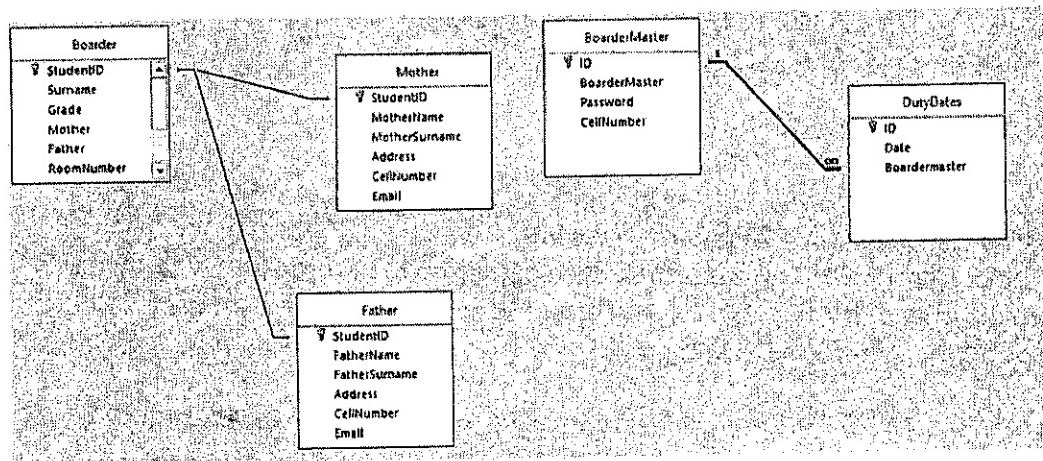 Boarder
StudentID
Surname
Grade
Mother
Father
RoomNumber
Mother
StudentID
MotherName
MotherSurname
Address
CellNumber
Email
BoarderMaster
ID
BoarderMaster
Password
CellNumber
1
∞
DutyDates
ID
Date
Boardermaster
Father
StudentID
FatherName
FatherSurname
Address
CellNumber
Email